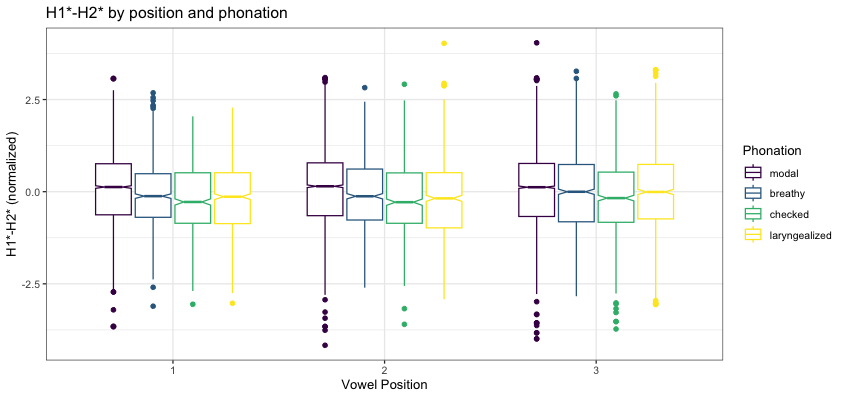 H1*-H2* by position and phonation
H1*-H2* (normalized)
2.5
0.0
-2.5
1
2
3
Vowel Position
Phonation
modal
breathy
checked
laryngealized